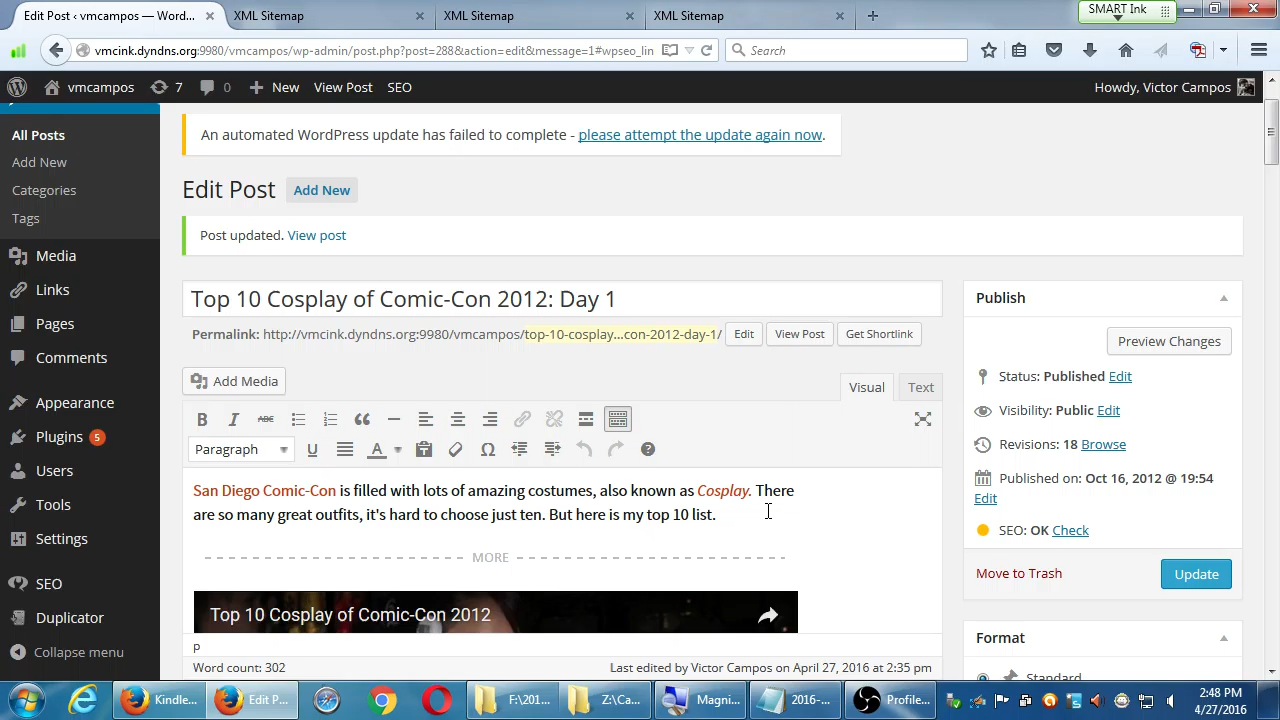 Edit Post ‹ vmcampos — Wor...
XML Sitemap
XML Sitemap
XML Sitemap
SMART Ink
vmcink.dyndns.org:9980/vmcampos/wp-admin/post.php?post=288&action=edit&message=1#wpseo_lin
Search
vmcampos
7
0
New
View Post
SEO
Howdy, Victor Campos
All Posts
Add New
Categories
Tags
Media
Links
Pages
Comments
Appearance
Plugins 5
Users
Tools
Settings
SEO
Duplicator
Collapse menu
An automated WordPress update has failed to complete - please attempt the update again now.
Edit Post Add New
Post updated. View post
Top 10 Cosplay of Comic-Con 2012: Day 1
Permalink: http://vmcink.dyndns.org:9980/vmcampos/top-10-cosplay...con-2012-day-1/ Edit View Post Get Shortlink
Add Media
Visual Text
B I ABC
Paragraph U A Ω
San Diego Comic-Con is filled with lots of amazing costumes, also known as Cosplay. There
are so many great outfits, it's hard to choose just ten. But here is my top 10 list.
MORE
Top 10 Cosplay of Comic-Con 2012
p
Word count: 302
Last edited by Victor Campos on April 27, 2016 at 2:35 pm
Publish
Preview Changes
Status: Published Edit
Visibility: Public Edit
Revisions: 18 Browse
Published on: Oct 16, 2012 @ 19:54
Edit
SEO: OK Check
Move to Trash
Update
Format
Standard
Kindle...
Edit P...
F:\201...
Z:\Ca...
Magni...
2016-...
Profile...
2:48 PM
4/27/2016